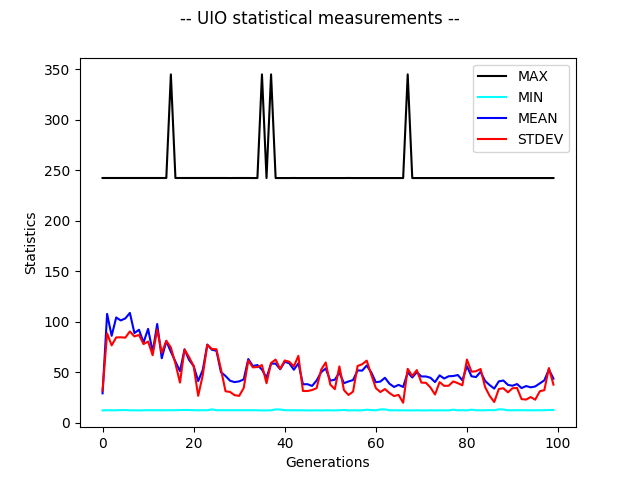 -- UIO statistical measurements --
MAX
MIN
MEAN
STDEV
Statistics
350
300
250
200
150
100
50
0
0 20 40 60 80 100
Generations